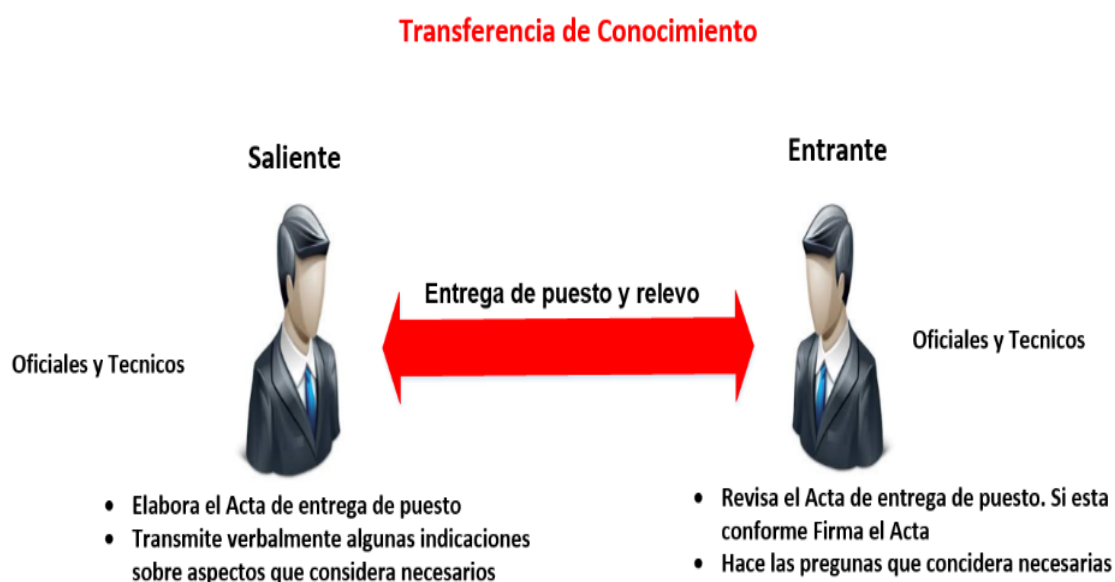 Transferencia de Conocimiento
Saliente
Entrante
Entrega de puesto y relevo
Oficiales y Tecnicos
Oficiales y Tecnicos
• Elabora el Acta de entrega de puesto
• Transmite verbalmente algunas indicaciones
sobre aspectos que considera necesarios
• Revisa el Acta de entrega de puesto. Si esta
conforme Firma el Acta
• Hace las pregunas que concidera necesarias